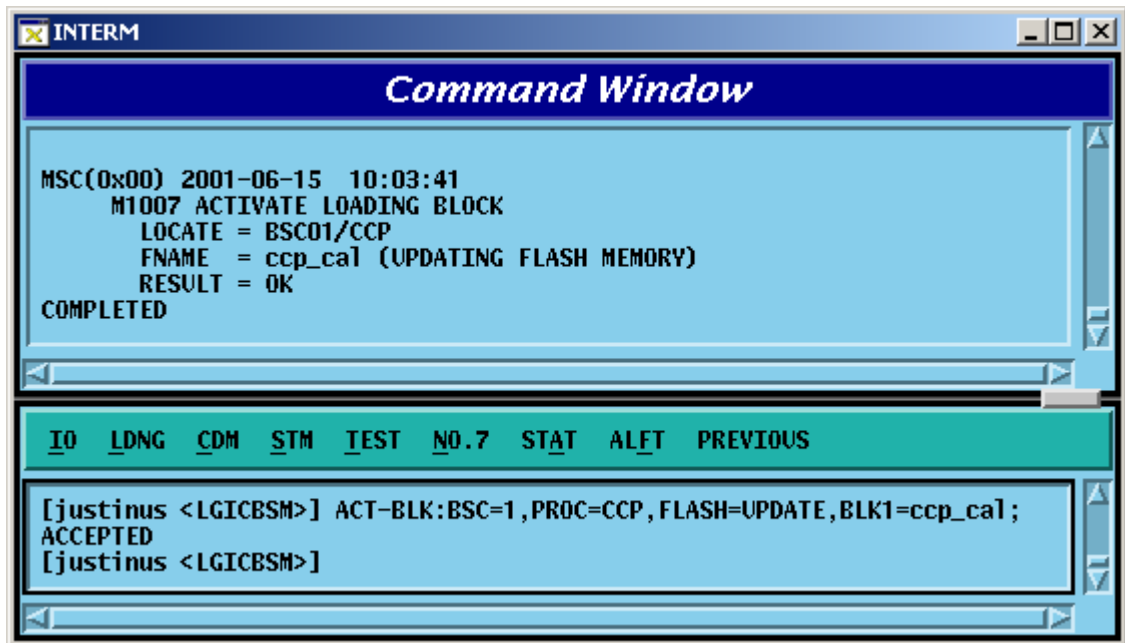 INTERM
Command Window
MSC(0x00) 2001-06-15 10:03:41
M1007 ACTIVATE LOADING BLOCK
LOCATE = BSC01/CCP
FNAME = ccp_cal (UPDATING FLASH MEMORY)
RESULT = OK
COMPLETED
IO LDNG CDM STM TEST NO.7 STAT ALFT PREVIOUS
[justinus <LGICBSM>] ACT-BLK:BSC=1,PROC=CCP,FLASH=UPDATE,BLK1=ccp_cal;
ACCEPTED
[justinus <LGICBSM>]